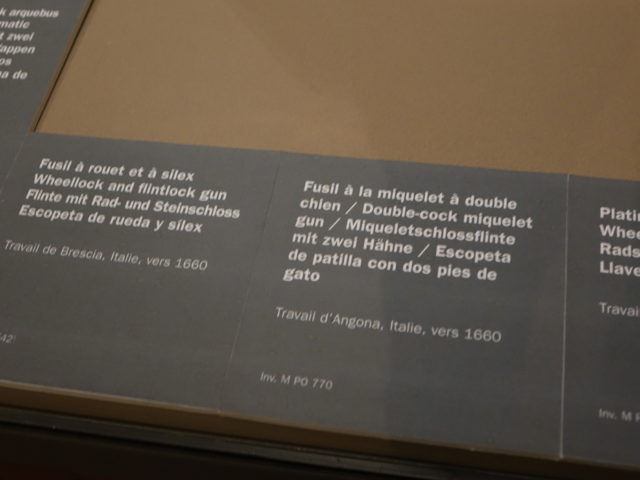 k arquebus
matic
t zwei
Happen
os
a de
Fusil à rouet et à silex
Wheellock and flintlock gun
Flinte mit Rad- und Steinschloss
Escopeta de rueda y silex
Travail de Brescia, Italie, vers 1660
42'
Fusil à la miquelet à double
chien / Double-cock miquelet
gun / Miqueletschlossflinte
mit zwei Hähne / Escopeta
de patilla con dos pies de
gato
Travail d'Angona, Italie, vers 1660
Inv. M PO 770
Platin
Whee
Rads
Llave
Travai
Inv. M P